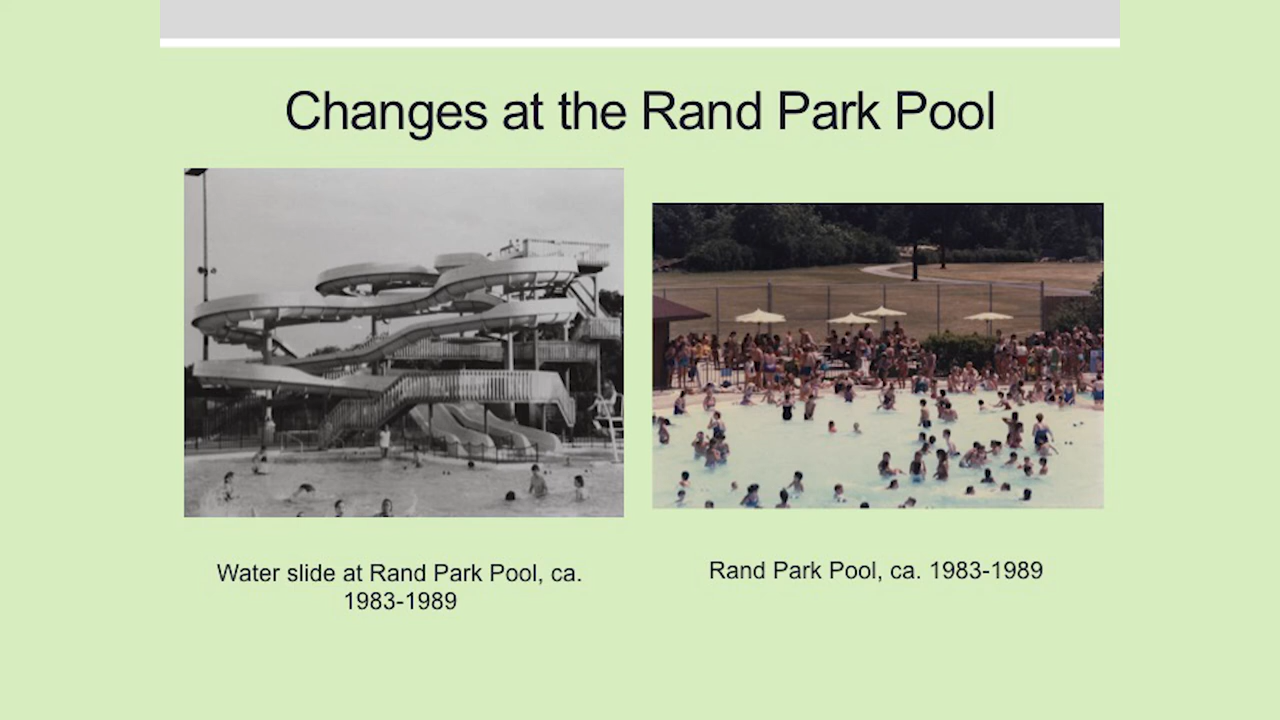 Changes at the Rand Park Pool
Water slide at Rand Park Pool, ca.
1983-1989
Rand Park Pool, ca. 1983-1989